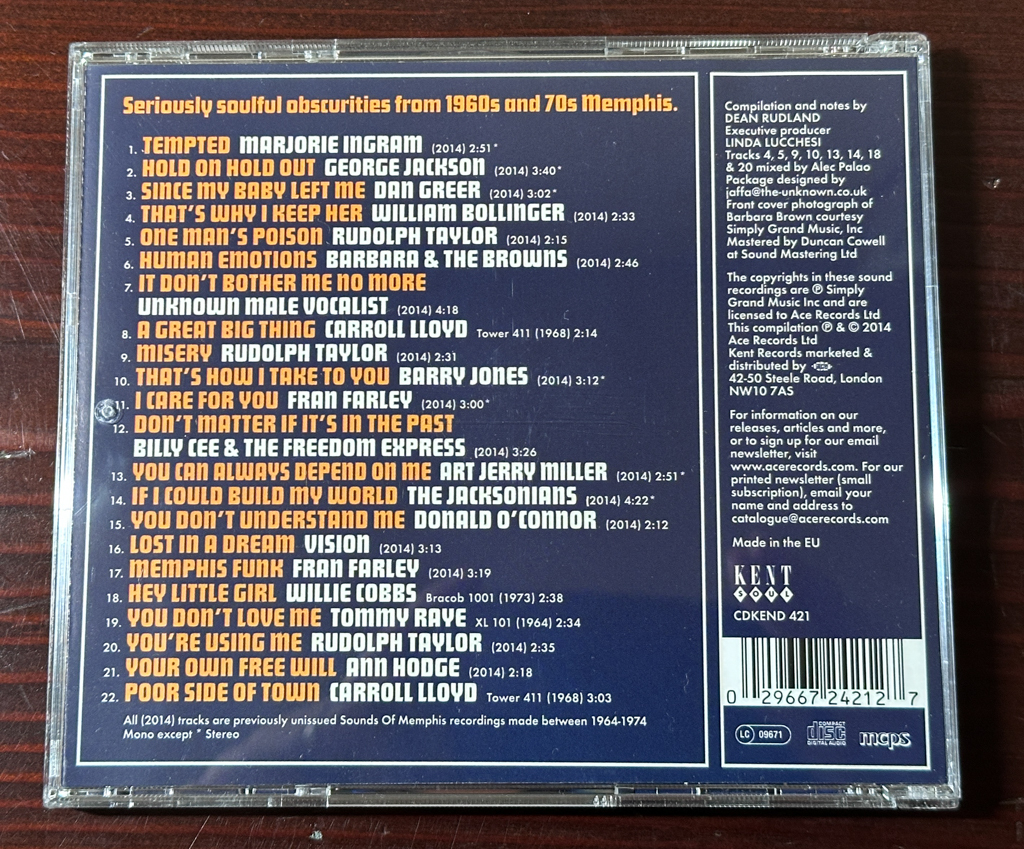 Seriously soulful obscurities from 1960s and 70s Memphis.
1. TEMPTED MARJORIE INGRAM (2014) 2:51*
2. HOLD ON HOLD OUT GEORGE JACKSON (2014) 3:40*
3. SINCE MY BABY LEFT ME DAN GREER (2014) 3:02*
4. THAT'S WHY I KEEP HER WILLIAM BOLLINGER (2014) 2:33
5. ONE MAN'S POISON RUDOLPH TAYLOR (2014) 2:15
6. HUMAN EMOTIONS BARBARA & THE BROWNS (2014) 2:46
7. IT DON'T BOTHER ME NO MORE
UNKNOWN MALE VOCALIST (2014) 4:18
8. A GREAT BIG THING CARROLL LLOYD Tower 411 (1968) 2:14
9. MISERY RUDOLPH TAYLOR (2014) 2:31
10. THAT'S HOW I TAKE TO YOU BARRY JONES (2014) 3:12*
11. I CARE FOR YOU FRAN FARLEY (2014) 3:00*
12. DON'T MATTER IF IT'S IN THE PAST
BILLY CEE & THE FREEDOM EXPRESS (2014) 3:26
13. YOU CAN ALWAYS DEPEND ON ME ART JERRY MILLER (2014) 2:51*
14. IF I COULD BUILD MY WORLD THE JACKSONIANS (2014) 4:22*
15. YOU DON'T UNDERSTAND ME DONALD O'CONNOR (2014) 2:12
16. LOST IN A DREAM VISION (2014) 3:13
17. MEMPHIS FUNK FRAN FARLEY (2014) 3:19
18. HEY LITTLE GIRL WILLIE COBBS Bracob 1001 (1973) 2:38
19. YOU DON'T LOVE ME TOMMY RAYE XL 101 (1964) 2:34
20. YOU'RE USING ME RUDOLPH TAYLOR (2014) 2:35
21. YOUR OWN FREE WILL ANN HODGE (2014) 2:18
22. POOR SIDE OF TOWN CARROLL LLOYD Tower 411 (1968) 3:03
All (2014) tracks are previously unissued Sounds Of Memphis recordings made between 1964-1974
Mono except * Stereo
Compilation and notes by
DEAN RUDLAND
Executive producer
LINDA LUCCHESI
Tracks 4, 5, 9, 10, 13, 14, 18
& 20 mixed by Alec Palao
Package designed by
jaffa@the-unknown.co.uk
Front cover photograph of
Barbara Brown courtesy
Simply Grand Music, Inc
Mastered by Duncan Cowell
at Sound Mastering Ltd
The copyrights in these sound
recordings are ℗ Simply
Grand Music Inc and are
licensed to Ace Records Ltd
This compilation ℗ & © 2014
Ace Records Ltd
Kent Records marketed &
distributed by
42-50 Steele Road, London
NW10 7AS
For information on our
releases, articles and more,
or to sign up for our email
newsletter, visit
www.acerecords.com. For our
printed newsletter (small
subscription), email your
name and address to
catalogue@acerecords.com
Made in the EU
KENT
SOUL
CDKEND 421
0 29667 24212 7
LC 09671 COMPACT disc DIGITAL AUDIO mcps